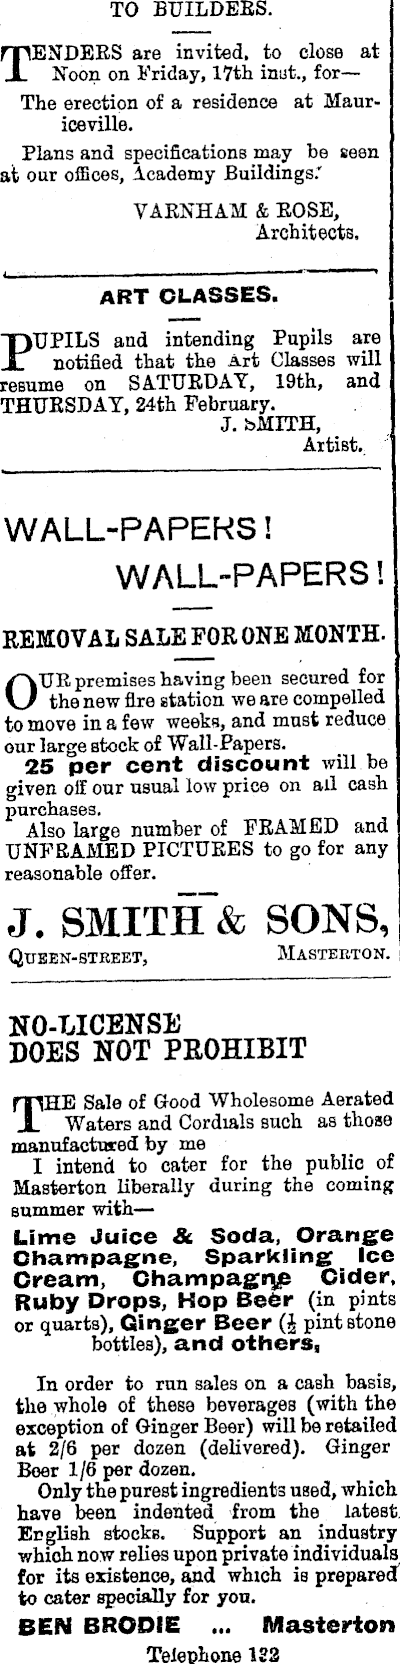 TO BUILDERS.
TENDERS are invited, to close at
Noon on Friday, 17th inst., for—
The erection of a residence at Maur-
iceville.
Plans and specifications may be seen
at our offices, Academy Buildings.
VARNHAM & ROSE,
Architects.
ART CLASSES.
PUPILS and intending Pupils are
notified that the Art Classes will
resume on SATURDAY, 19th, and
THURSDAY, 24th February.
J. SMITH,
Artist.
WALL-PAPERS!
WALL-PAPERS!
REMOVAL SALE FOR ONE MONTH.
OUR premises having been secured for
the new fire station we are compelled
to move in a few weeks, and must reduce
our large stock of Wall-Papers.
25 per cent discount will be
given off our usual low price on all cash
purchases.
Also large number of FRAMED and
UNFRAMED PICTURES to go for any
reasonable offer.
J. SMITH & SONS,
QUEEN-STREET, MASTERTON.
NO-LICENSE
DOES NOT PROHIBIT
THE Sale of Good Wholesome Aerated
Waters and Cordials such as those
manufactured by me
I intend to cater for the public of
Masterton liberally during the coming
summer with—
Lime Juice & Soda, Orange
Champagne, Sparkling Ice
Cream, Champagne Cider,
Ruby Drops, Hop Beer (in pints
or quarts), Ginger Beer (½ pint stone
bottles), and others,
In order to run sales on a cash basis,
the whole of these beverages (with the
exception of Ginger Beer) will be retailed
at 2/6 per dozen (delivered). Ginger
Beer 1/6 per dozen.
Only the purest ingredients used, which
have been indented from the latest
English stocks. Support an industry
which now relies upon private individuals
for its existence, and which is prepared
to cater specially for you.
BEN BRODIE ... Masterton
Telephone 132